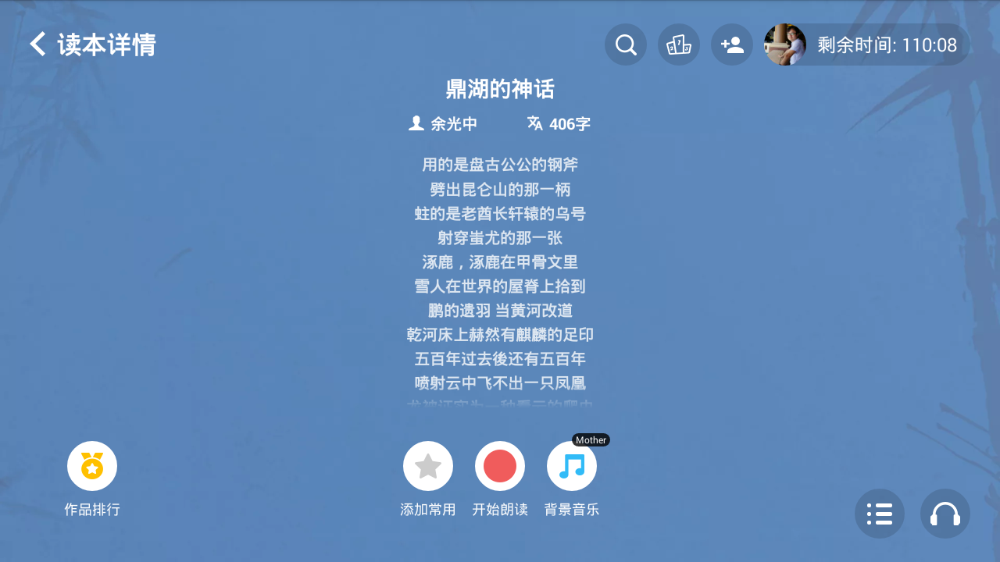 读本详情
剩余时间: 110:08
鼎湖的神话
余光中
406字
用的是盘古公公的钢斧
劈出昆仑山的那一柄
蛀的是老酋长轩辕的乌号
射穿蚩尤的那一张
涿鹿，涿鹿在甲骨文里
雪人在世界的屋脊上拾到
鹏的遗羽 当黄河改道
乾河床上赫然有麒麟的足印
五百年过去後还有五百年
喷射云中飞不出一只凤凰
Mother
作品排行
添加常用
开始朗读
背景音乐